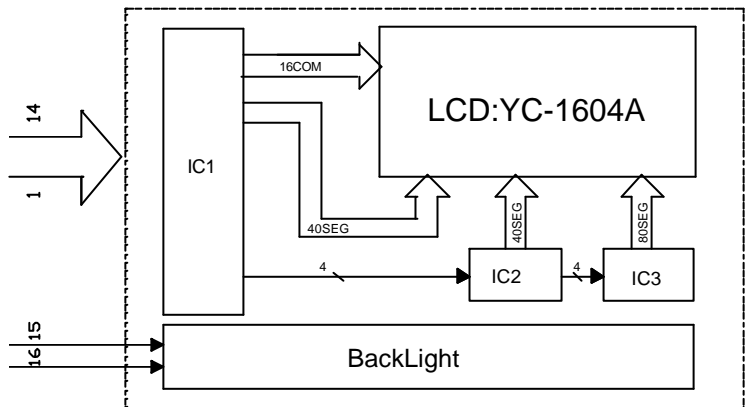 14
1
16COM
LCD:YC-1604A
IC1
40SEG
40SEG
80SEG
4
IC2
4
IC3
15
16
BackLight